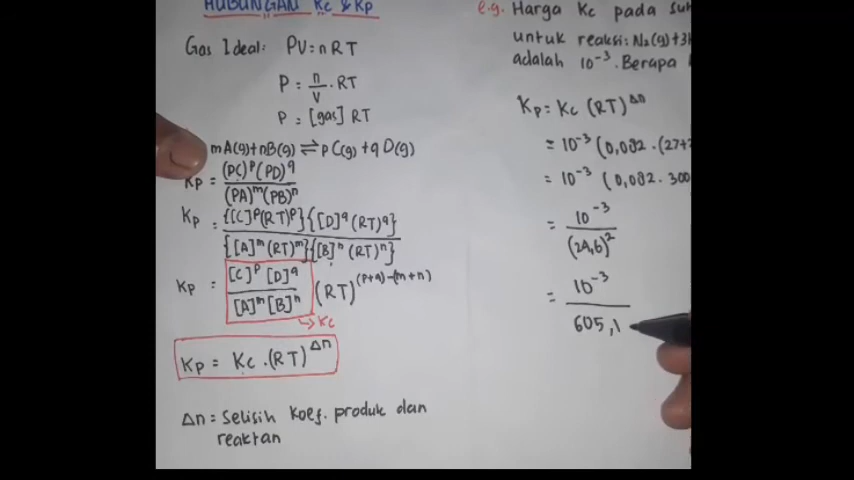 HUBUNGAN Kc & Kp
Gas Ideal: PV = nRT
P = n/V . RT
P = [gas] RT
mA(g)+nB(g) ⇌ pC(g)+qD(g)
Kp = (PC)^p (PD)^q / (PA)^m (PB)^n
Kp = {[C]^p (RT)^p} {[D]^q (RT^q)} / {[A]^m (RT)^m} {[B]^n (RT)^n}
Kp = [C]^p [D]^q / [A]^m [B]^n (RT)^(p+q)-(m+n)
↳ Kc
Kp = Kc . (RT)^Δn
Δn = Selisih koef. produk dan
reaktan
e.g. Harga Kc pada
untuk reaksi: N₂(g) +
adalah 10^-3. Berapa
Kp = Kc (RT)^Δn
= 10^-3 (0,082 . (27+
= 10^-3 (0,082 . 300
= 10^-3 / (24,6)^2
= 10^-3 / 605,1